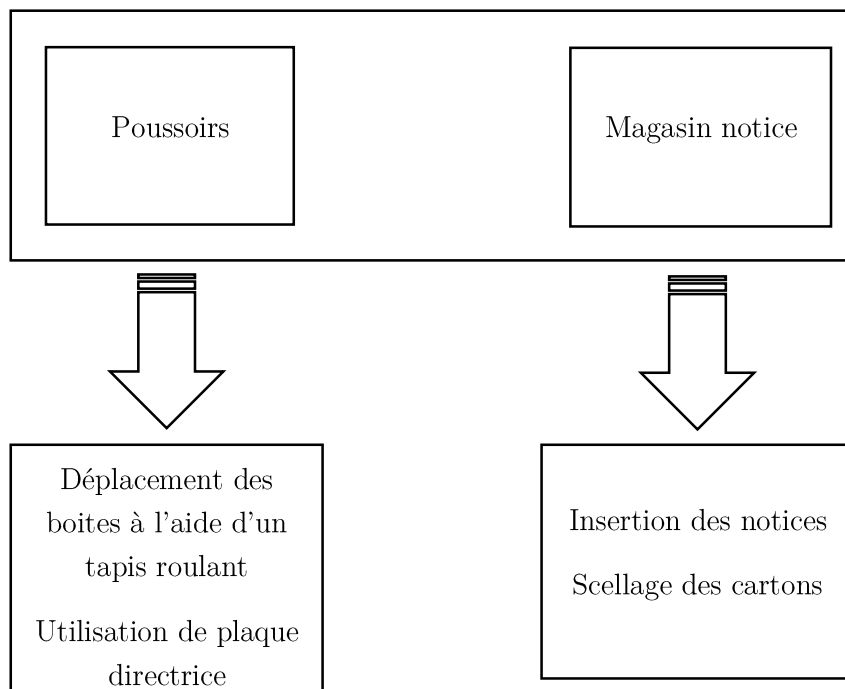 Poussoirs
Magasin notice
Déplacement des
boites à l'aide d'un
tapis roulant
Utilisation de plaque
directrice
Insertion des notices
Scellage des cartons